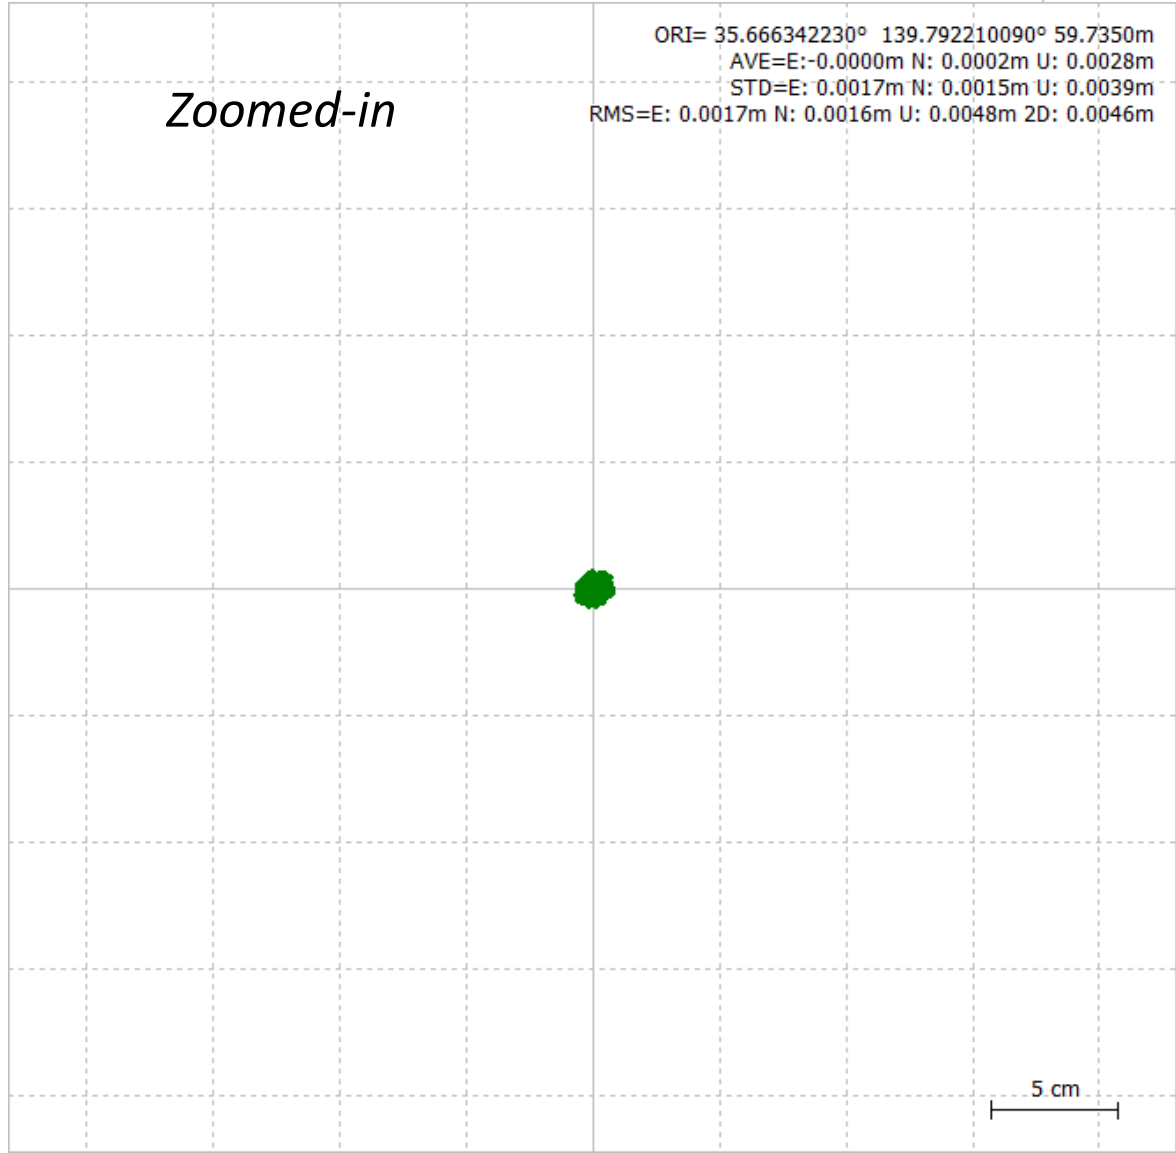 ORI= 35.666342230° 139.792210090° 59.7350m
AVE=E:-0.0000m N: 0.0002m U: 0.0028m
Zoomed-in
STD=E: 0.0017m N: 0.0015m U: 0.0039m
RMS=E: 0.0017m N: 0.0016m U: 0.0048m 2D: 0.0046m
5 cm